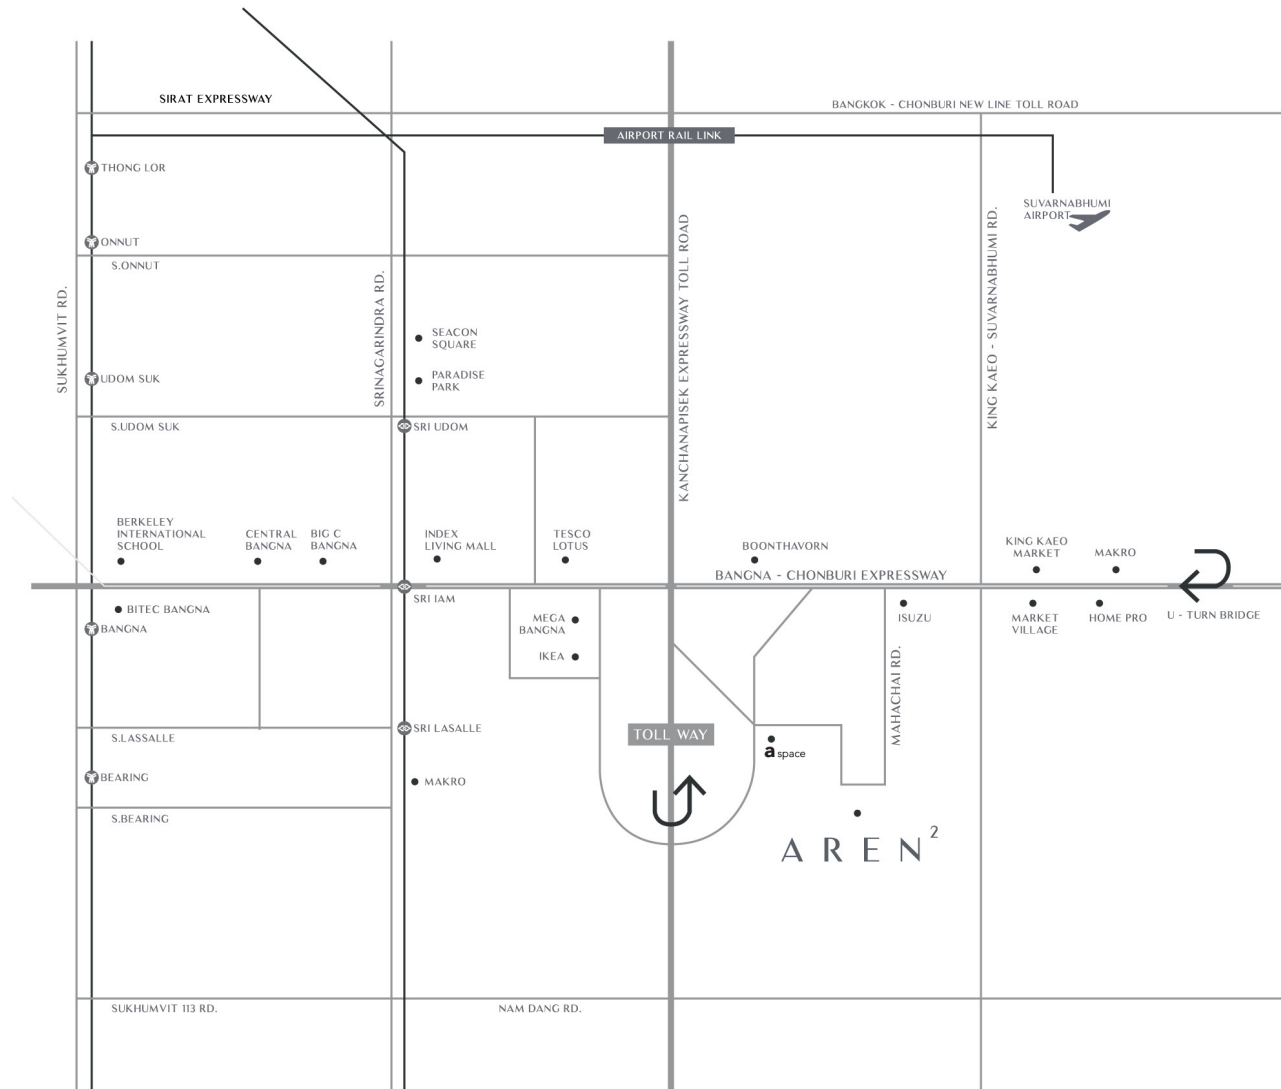 SIRAT EXPRESSWAY
BANGKOK - CHONBURI NEW LINE TOLL ROAD
AIRPORT RAIL LINK
THONG LOR
SUVARNABHUMI
AIRPORT
ONNUT
S.ONNUT
SUKHUMVIT RD.
SRINAGARINDRA RD.
KANCHANAPISEK EXPRESSWAY TOLL ROAD
KING KAEO - SUVARNABHUMI RD.
SEACON
SQUARE
PARADISE
PARK
UDOM SUK
S.UDOM SUK
SRI UDOM
BERKELEY
INTERNATIONAL
SCHOOL
CENTRAL
BANGNA
BIG C
BANGNA
INDEX
LIVING MALL
TESCO
LOTUS
BOONTHAVORN
KING KAEO
MARKET
MAKRO
BANGNA - CHONBURI EXPRESSWAY
SRI IAM
BITEC BANGNA
BANGNA
MEGA
BANGNA
IKEA
ISUZU
MARKET
VILLAGE
HOME PRO
U - TURN BRIDGE
MAHACHAI RD.
S.LASSALLE
SRI LASALLE
TOLL WAY
a space
BEARING
MAKRO
S.BEARING
AREN²
SUKHUMVIT 113 RD.
NAM DANG RD.